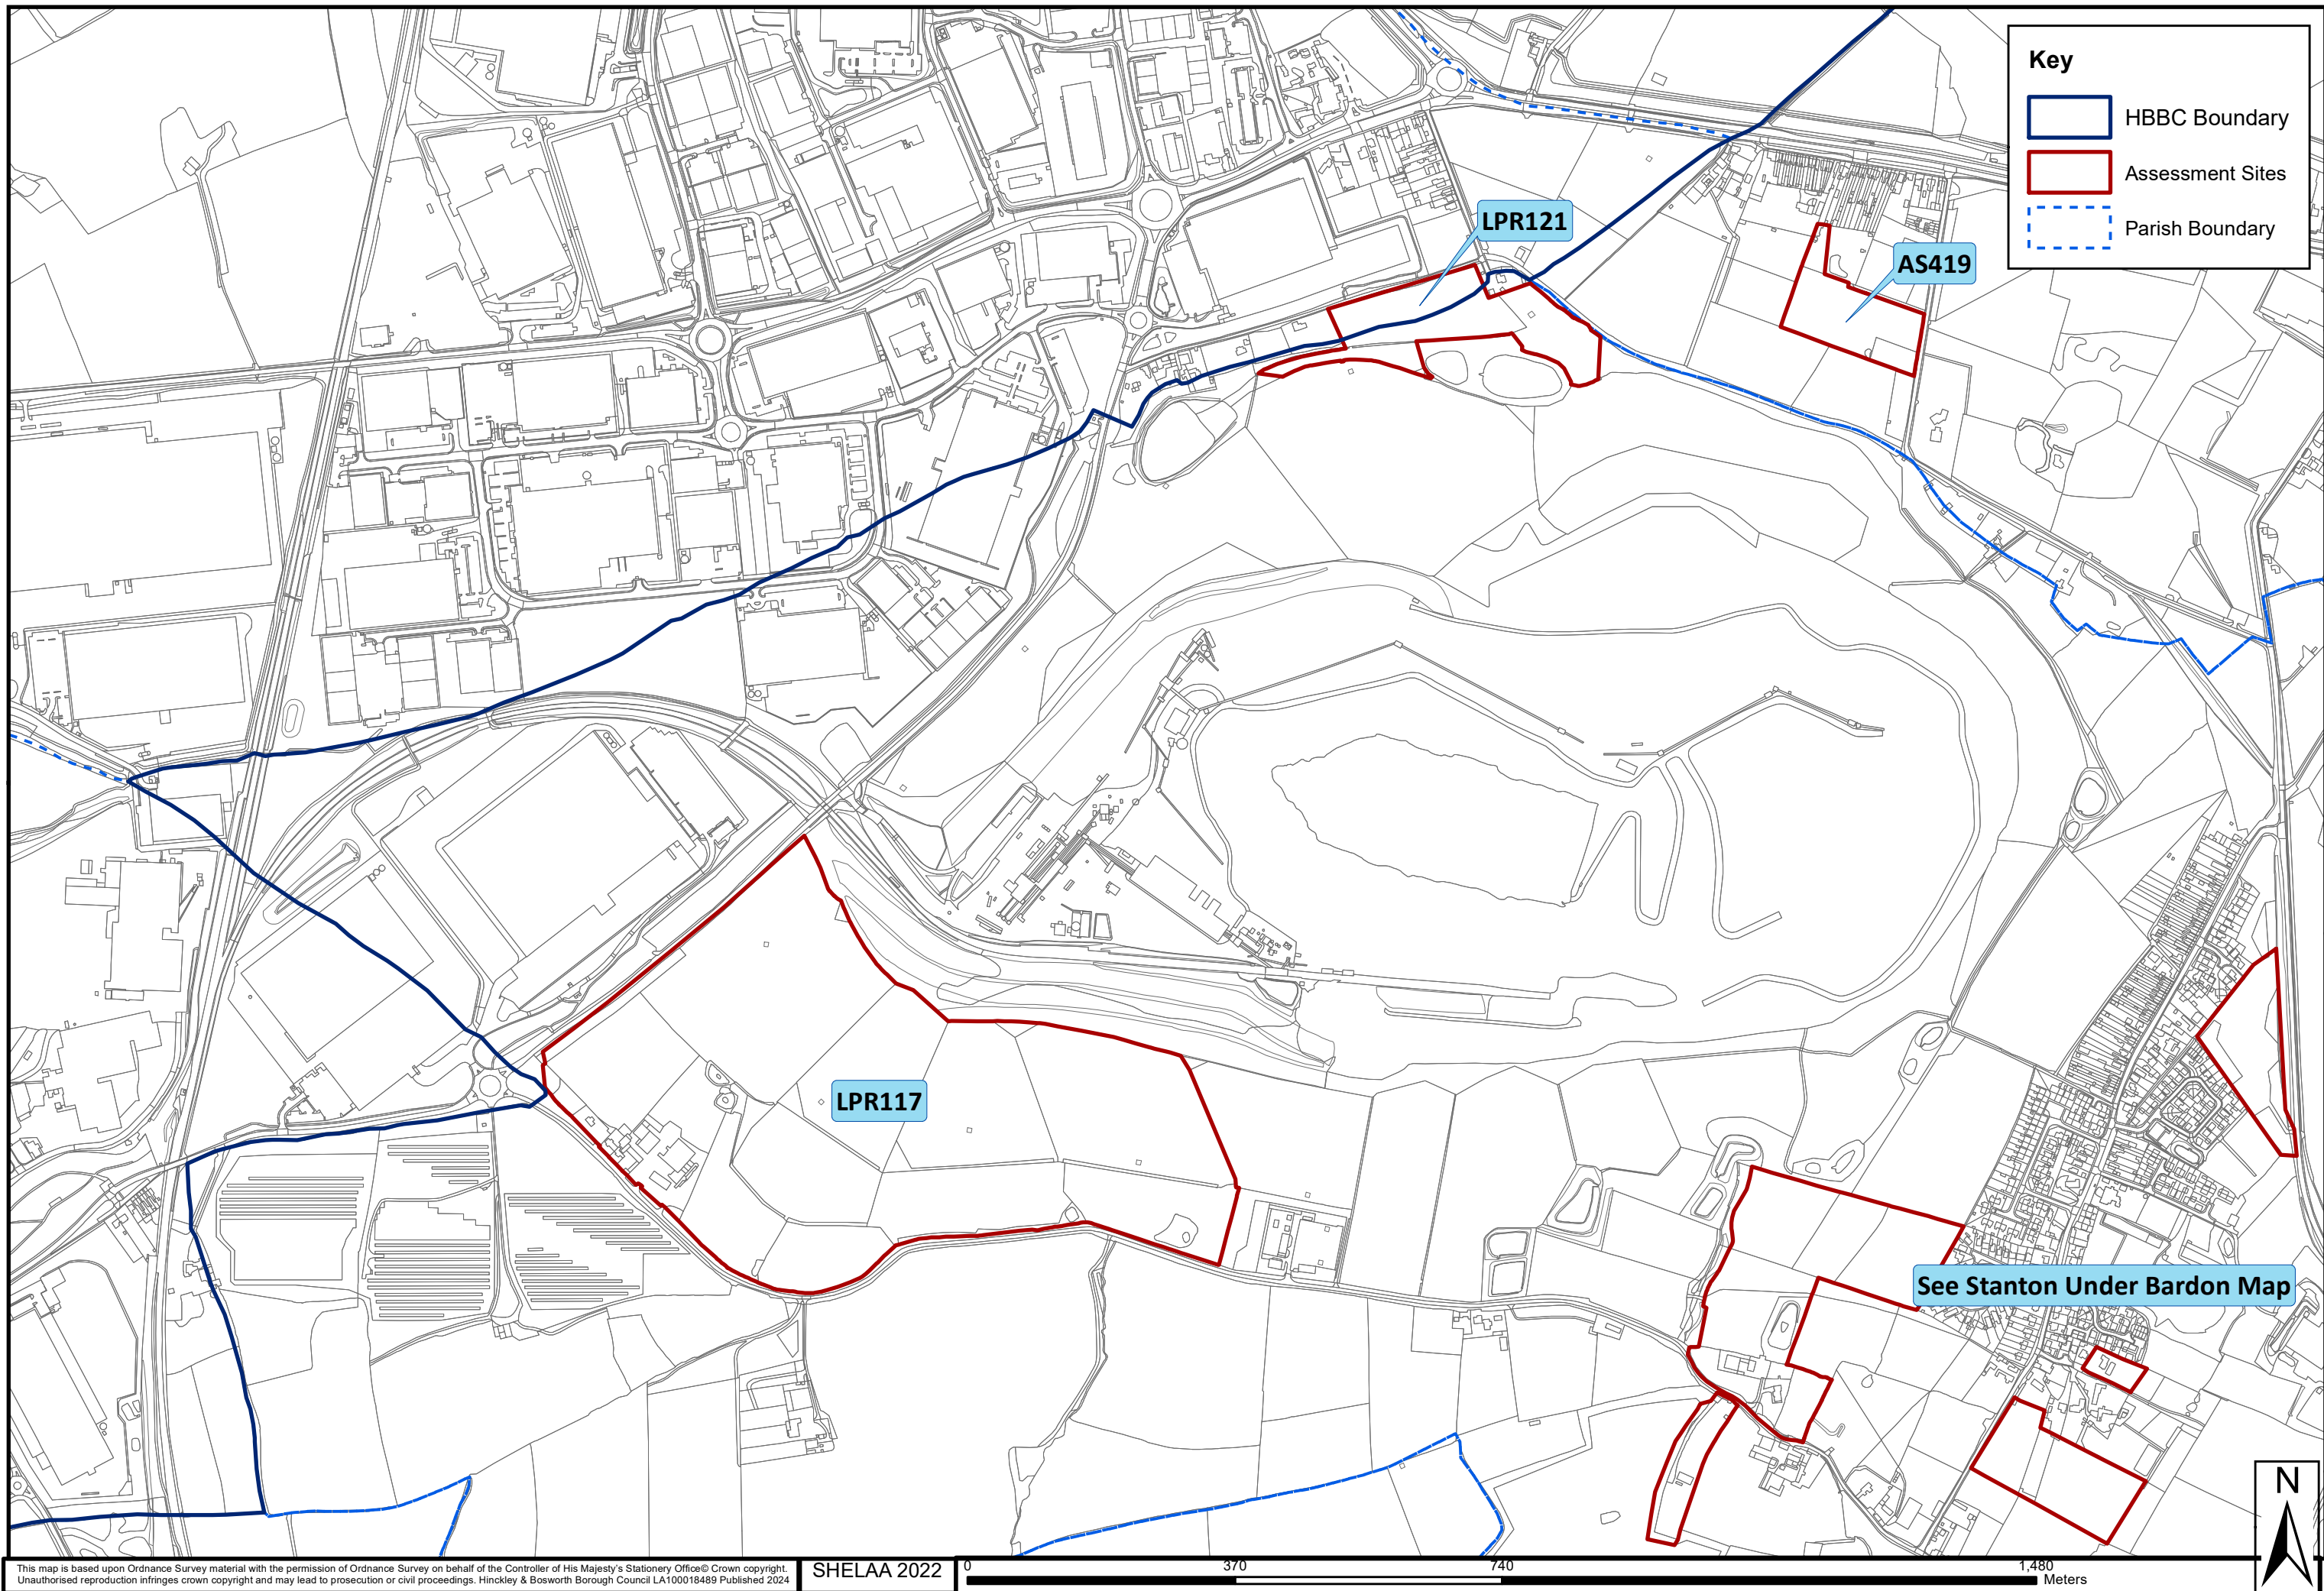 Key
HBBC Boundary
Assessment Sites
Parish Boundary
LPR121
AS419
LPR117
See Stanton Under Bardon Map
N
This map is based upon Ordnance Survey material with the permission of Ordnance Survey on behalf of the Controller of His Majesty's Stationery Office© Crown copyright.
Unauthorised reproduction infringes crown copyright and may lead to prosecution or civil proceedings. Hinckley & Bosworth Borough Council LA100018489 Published 2024
SHELAA 2022
0 370 740 1,480
Meters